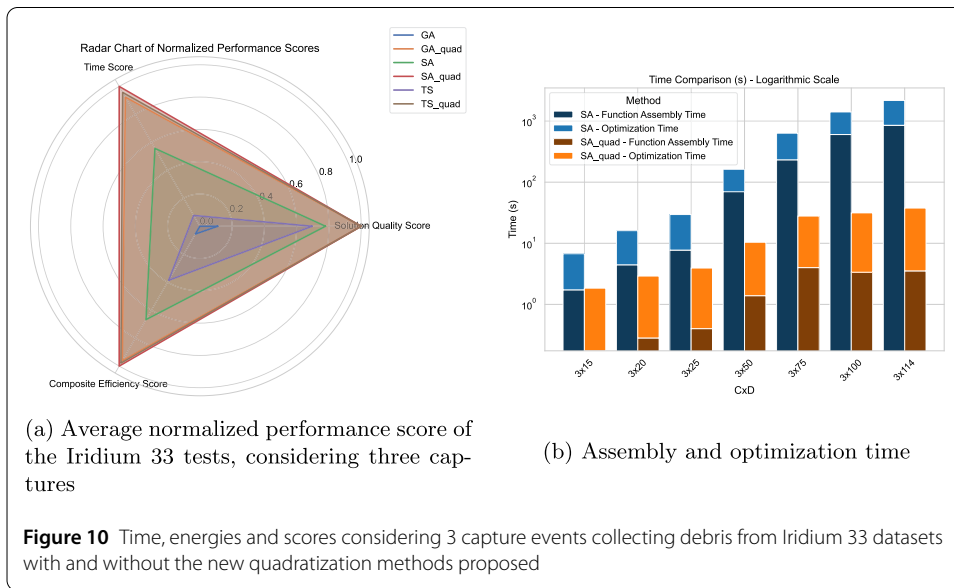 Radar Chart of Normalized Performance Scores
Time Score
GA
GA_quad
SA
SA_quad
TS
TS_quad
1.0
0.8
0.6
0.4
0.2
0.0
Solution Quality Score
Composite Efficiency Score
(a) Average normalized performance score of
the Iridium 33 tests, considering three cap-
tures
Time Comparison (s) - Logarithmic Scale
Method
SA - Function Assembly Time
SA - Optimization Time
SA_quad - Function Assembly Time
SA_quad - Optimization Time
Time (s)
10³
10²
10¹
10⁰
3x15
3x20
3x25
3x50
3x75
3x100
3x114
CxD
(b) Assembly and optimization time
Figure 10 Time, energies and scores considering 3 capture events collecting debris from Iridium 33 datasets
with and without the new quadratization methods proposed